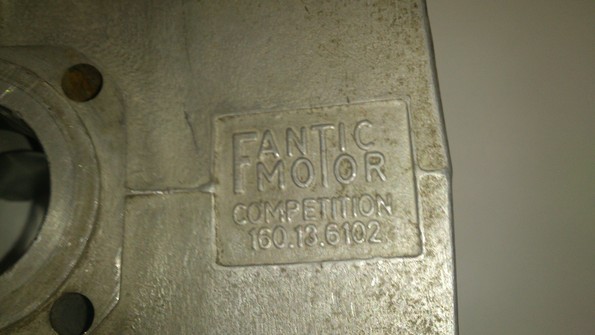 FANTIC
MOTOR
COMPETITION
160.13.6102